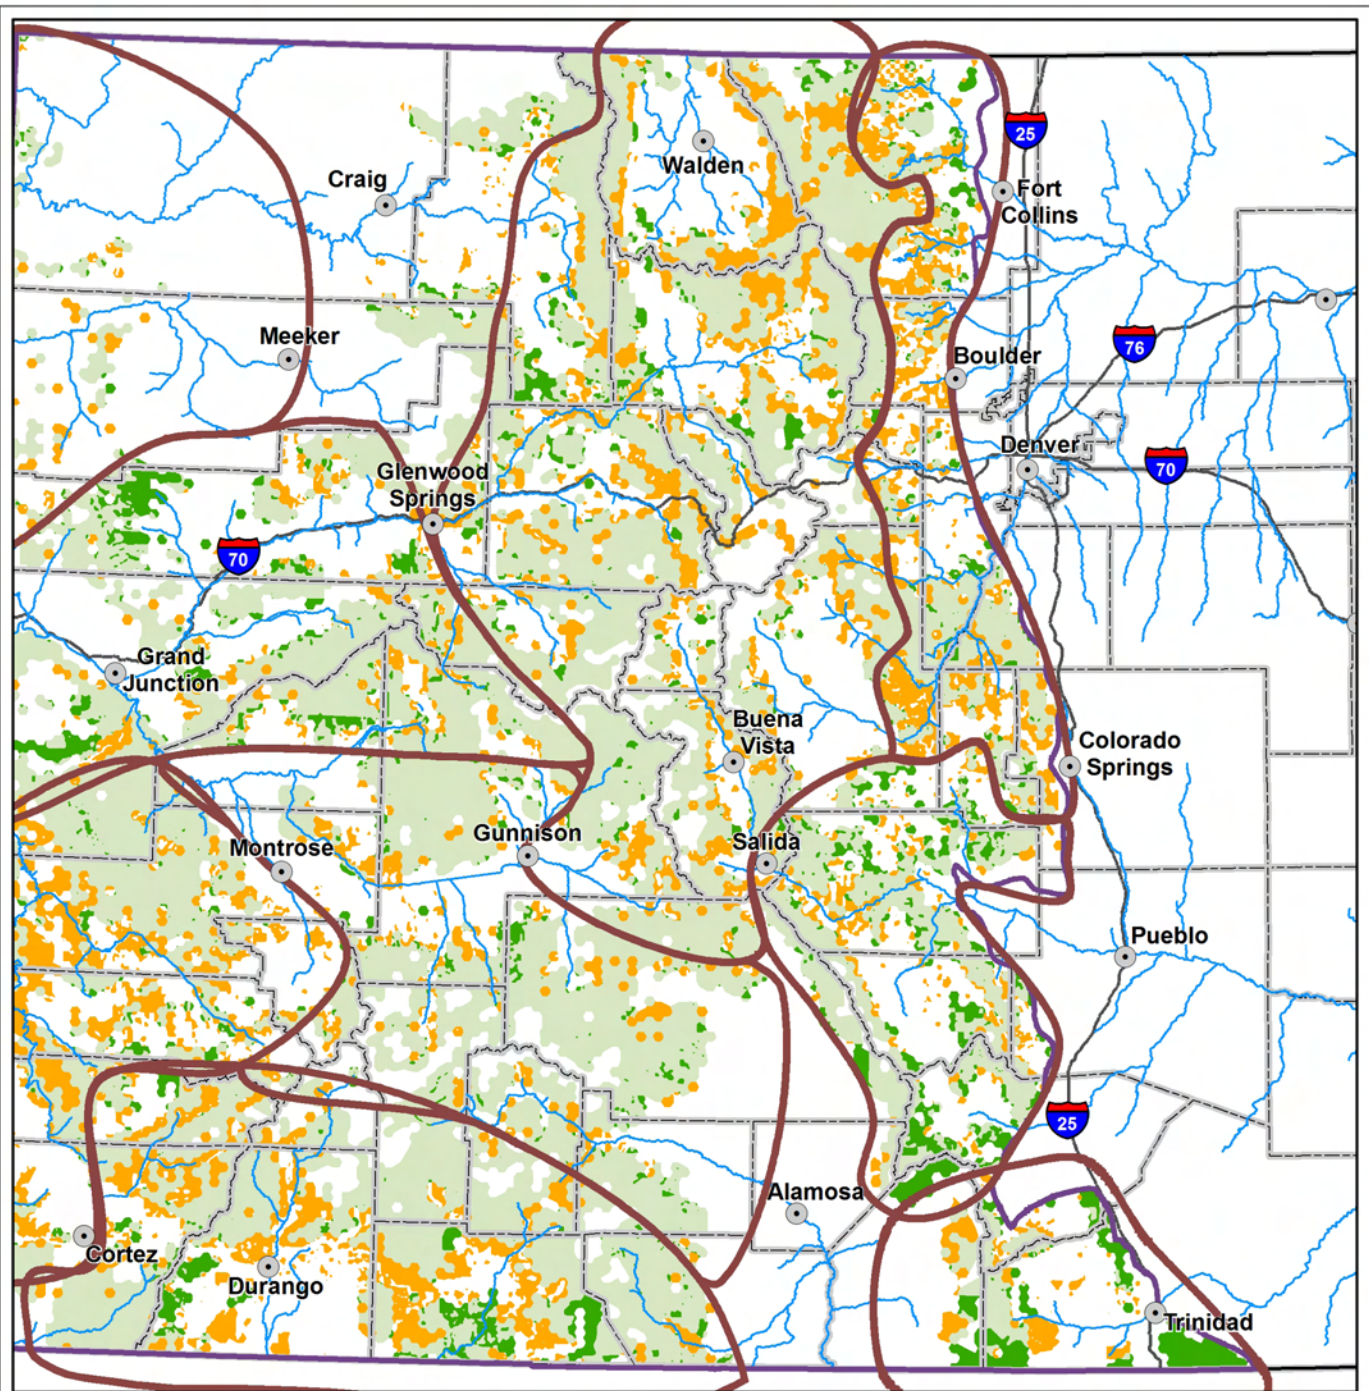 25
Walden
Craig
Fort
Collins
Meeker
76
Boulder
Denver
70
Glenwood
Springs
70
Grand
Junction
Buena
Vista
Colorado
Springs
Gunnison
Salida
Montrose
Pueblo
25
Alamosa
Cortez
Durango
Trinidad